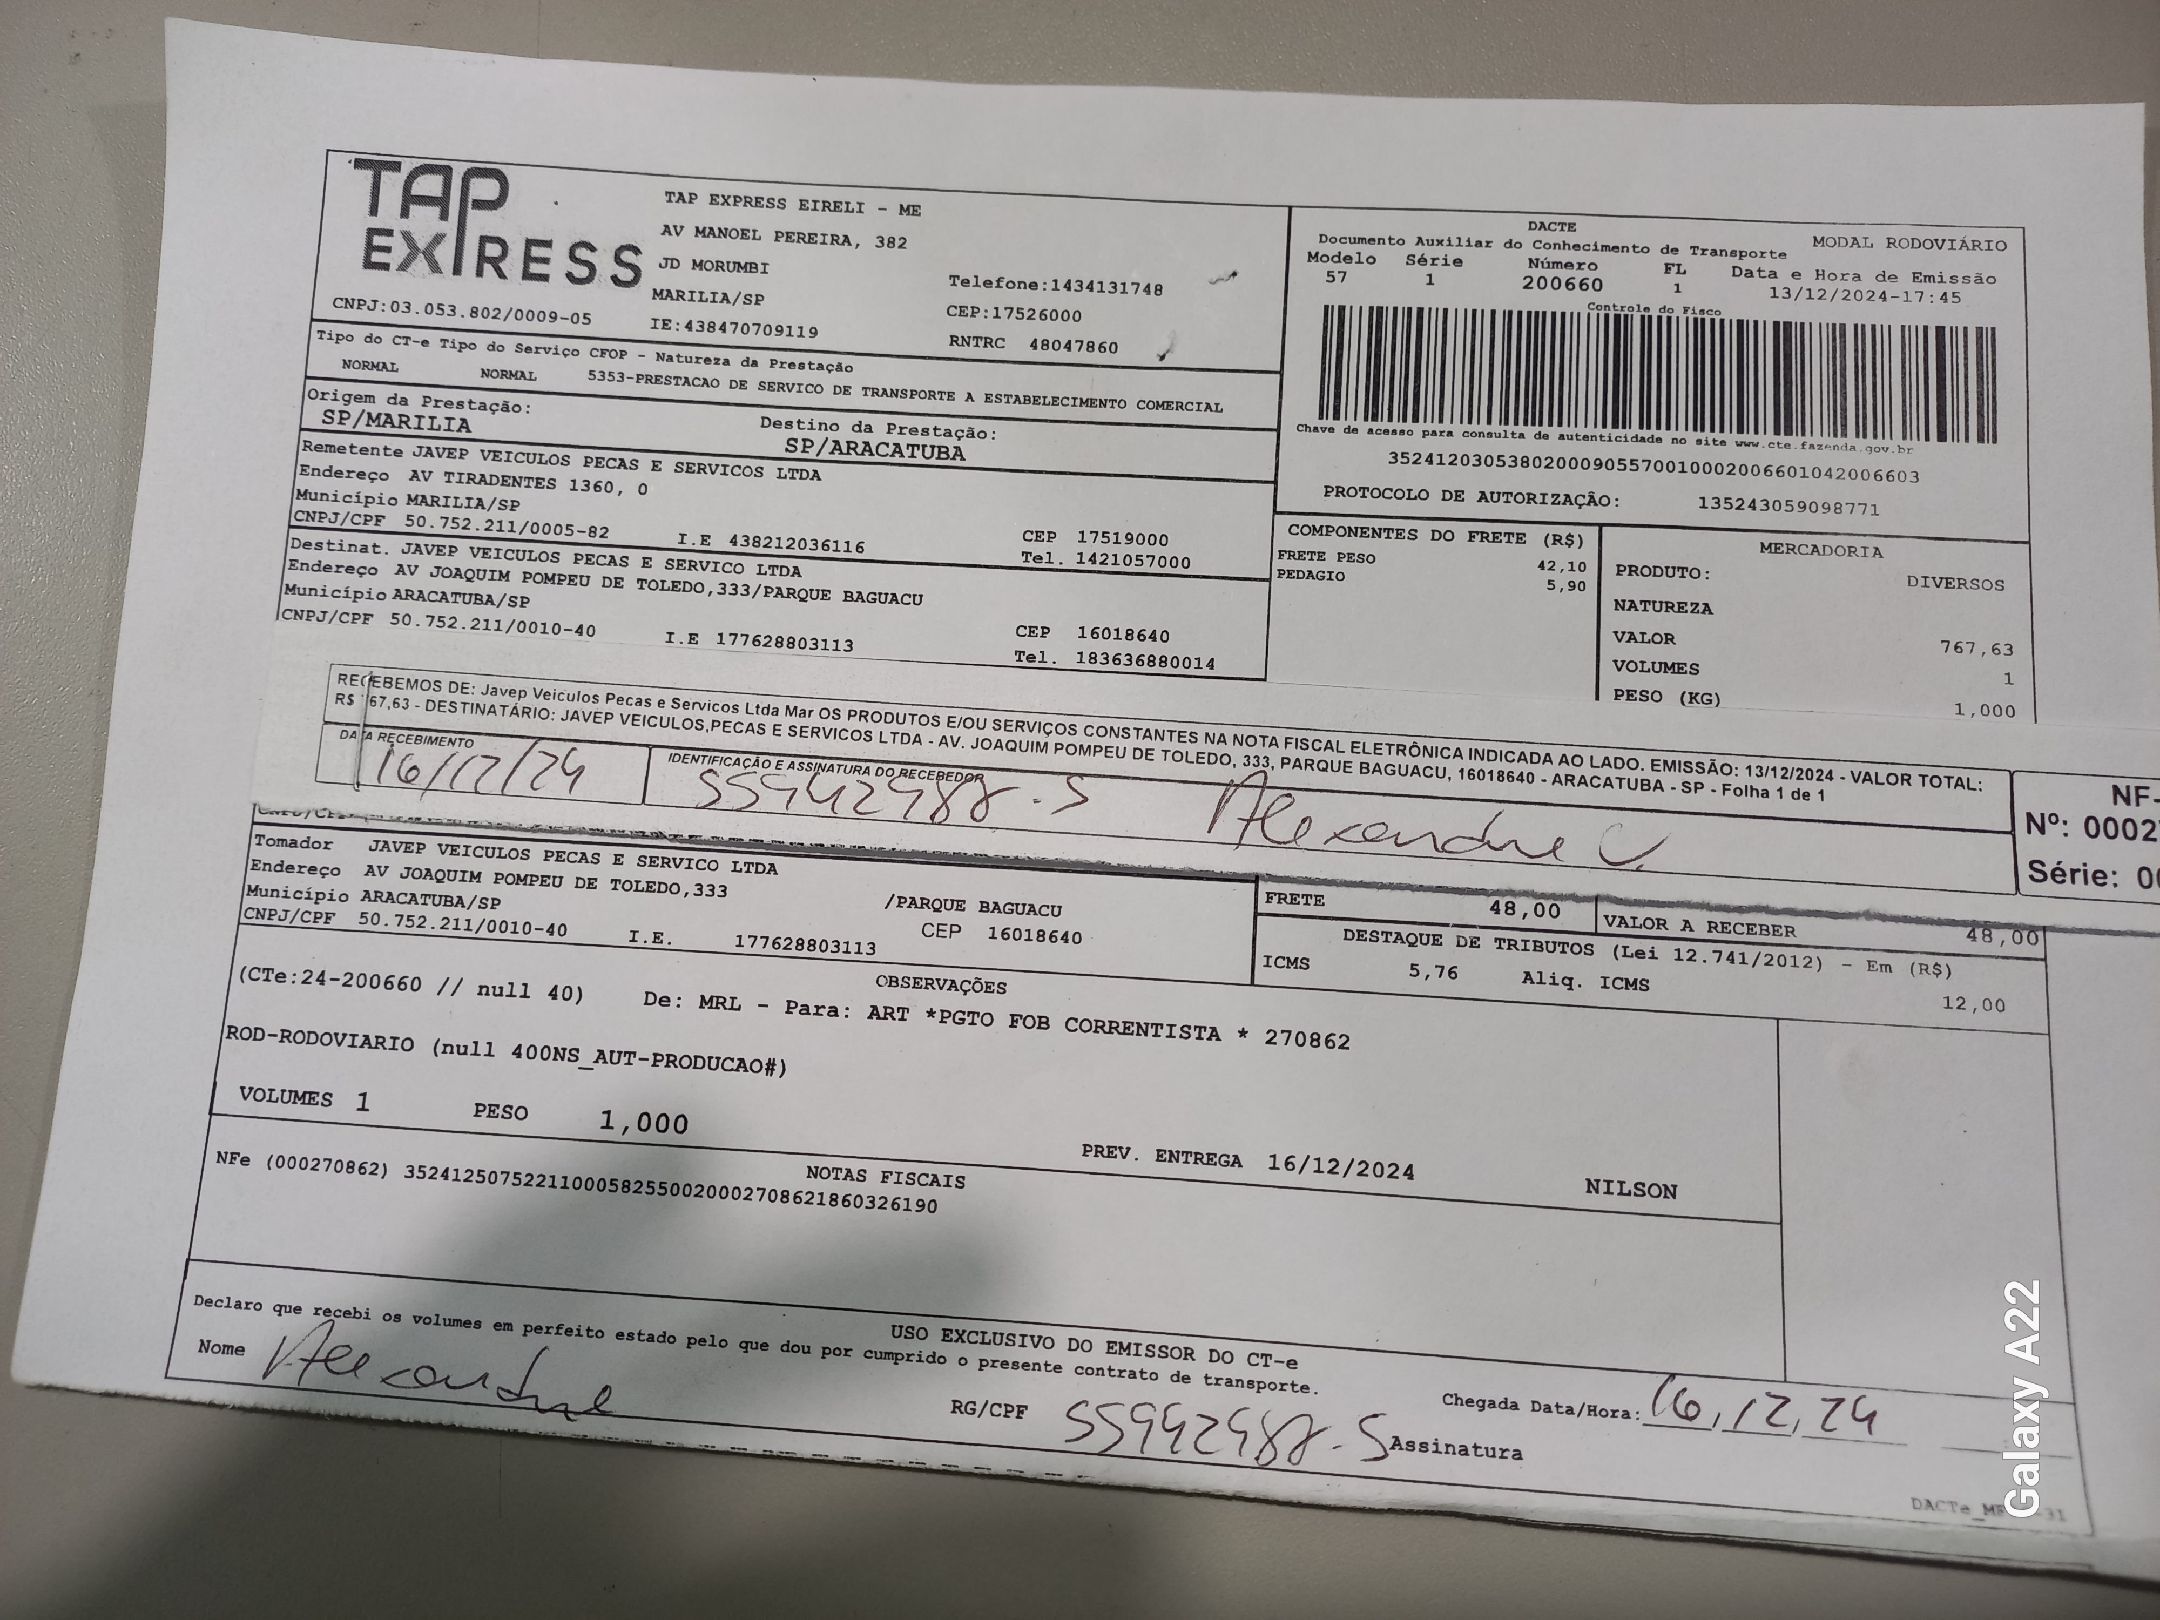 TAP
EXPRESS
TAP EXPRESS EIRELI - ME
AV MANOEL PEREIRA, 382
JD MORUMBI
MARILIA/SP
Telefone:1434131748
CEP:17526000
CNPJ:03.053.802/0009-05
IE:438470709119
RNTRC 48047860
DACTE
Documento Auxiliar do Conhecimento de Transporte
MODAL RODOVIÁRIO
Modelo Série Número FL Data e Hora de Emissão
57 1 200660 1 13/12/2024-17:45
Controle do Fisco
Chave de acesso para consulta de autenticidade no site www.cte.fazenda.gov.br
35241203053802000905570010002006601042006603
PROTOCOLO DE AUTORIZAÇÃO: 135243059098771
Tipo do CT-e Tipo do Serviço CFOP - Natureza da Prestação
NORMAL NORMAL 5353-PRESTACAO DE SERVICO DE TRANSPORTE A ESTABELECIMENTO COMERCIAL
Origem da Prestação: Destino da Prestação:
SP/MARILIA SP/ARACATUBA
Remetente JAVEP VEICULOS PECAS E SERVICOS LTDA
Endereço AV TIRADENTES 1360, 0
Município MARILIA/SP CEP 17519000
CNPJ/CPF 50.752.211/0005-82 I.E 438212036116 Tel. 1421057000
Destinat. JAVEP VEICULOS PECAS E SERVICO LTDA
Endereço AV JOAQUIM POMPEU DE TOLEDO,333/PARQUE BAGUACU
Município ARACATUBA/SP CEP 16018640
CNPJ/CPF 50.752.211/0010-40 I.E 177628803113 Tel. 183636880014
COMPONENTES DO FRETE (R$)
FRETE PESO 42,10
PEDAGIO 5,90
MERCADORIA
PRODUTO: DIVERSOS
NATUREZA
VALOR 767,63
VOLUMES 1
PESO (KG) 1,000
RECEBEMOS DE: Javep Veiculos Pecas e Servicos Ltda Mar OS PRODUTOS E/OU SERVIÇOS CONSTANTES NA NOTA FISCAL ELETRÔNICA INDICADA AO LADO. EMISSÃO: 13/12/2024 - VALOR TOTAL:
R$ 767,63 - DESTINATÁRIO: JAVEP VEICULOS,PECAS E SERVICOS LTDA - AV. JOAQUIM POMPEU DE TOLEDO, 333, PARQUE BAGUACU, 16018640 - ARACATUBA - SP - Folha 1 de 1
DATA RECEBIMENTO IDENTIFICAÇÃO E ASSINATURA DO RECEBEDOR
16/12/24 55942988-5 Alexandre
NF-
Nº: 0002
Série: 00
Tomador JAVEP VEICULOS PECAS E SERVICO LTDA
Endereço AV JOAQUIM POMPEU DE TOLEDO,333 /PARQUE BAGUACU
Município ARACATUBA/SP CEP 16018640
CNPJ/CPF 50.752.211/0010-40 I.E. 177628803113
FRETE 48,00 VALOR A RECEBER 48,00
DESTAQUE DE TRIBUTOS (Lei 12.741/2012) - Em (R$)
ICMS 5,76 Aliq. ICMS 12,00
OBSERVAÇÕES
(CTe:24-200660 // null 40) De: MRL - Para: ART *PGTO FOB CORRENTISTA * 270862
ROD-RODOVIARIO (null 400NS_AUT-PRODUCAO#)
VOLUMES 1 PESO 1,000 PREV. ENTREGA 16/12/2024 NILSON
NOTAS FISCAIS
NFe (000270862) 35241250752211000582550020002708621860326190
USO EXCLUSIVO DO EMISSOR DO CT-e
Declaro que recebi os volumes em perfeito estado pelo que dou por cumprido o presente contrato de transporte.
Nome Alexandre RG/CPF 55942988-5 Assinatura
Chegada Data/Hora: 16,12,24
Galaxy A22